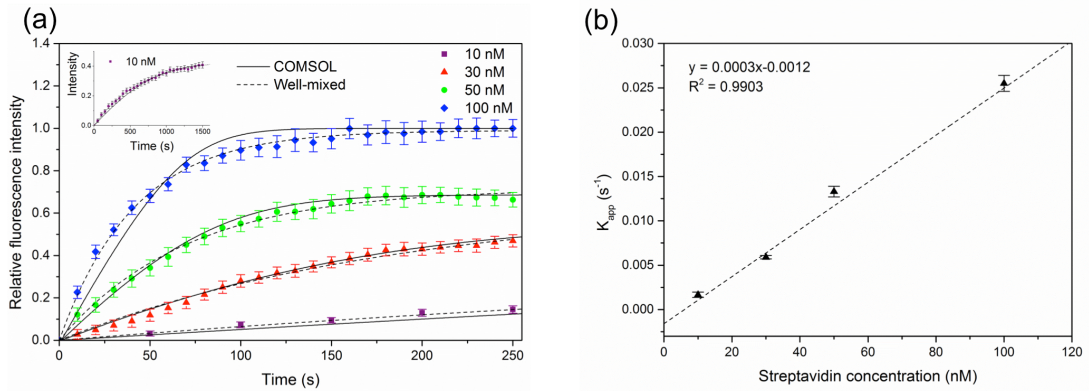 (a)
1.4
1.2
1.0
0.8
0.6
0.4
0.2
0.0
Relative fluorescence intensity
0
50
100
150
200
250
Time (s)
0.4
0.2
0.0
Intensity
10 nM
0
500
1000
1500
Time (s)
COMSOL
Well-mixed
10 nM
30 nM
50 nM
100 nM
(b)
0.030
0.025
0.020
0.015
0.010
0.005
0.000
K_app (s⁻¹)
y = 0.0003x-0.0012
R² = 0.9903
0
20
40
60
80
100
120
Streptavidin concentration (nM)